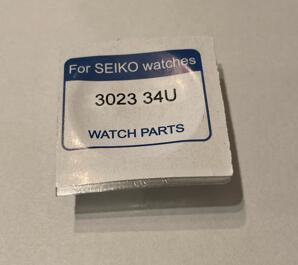 For SEIKO watches
3023 34U
WATCH PARTS